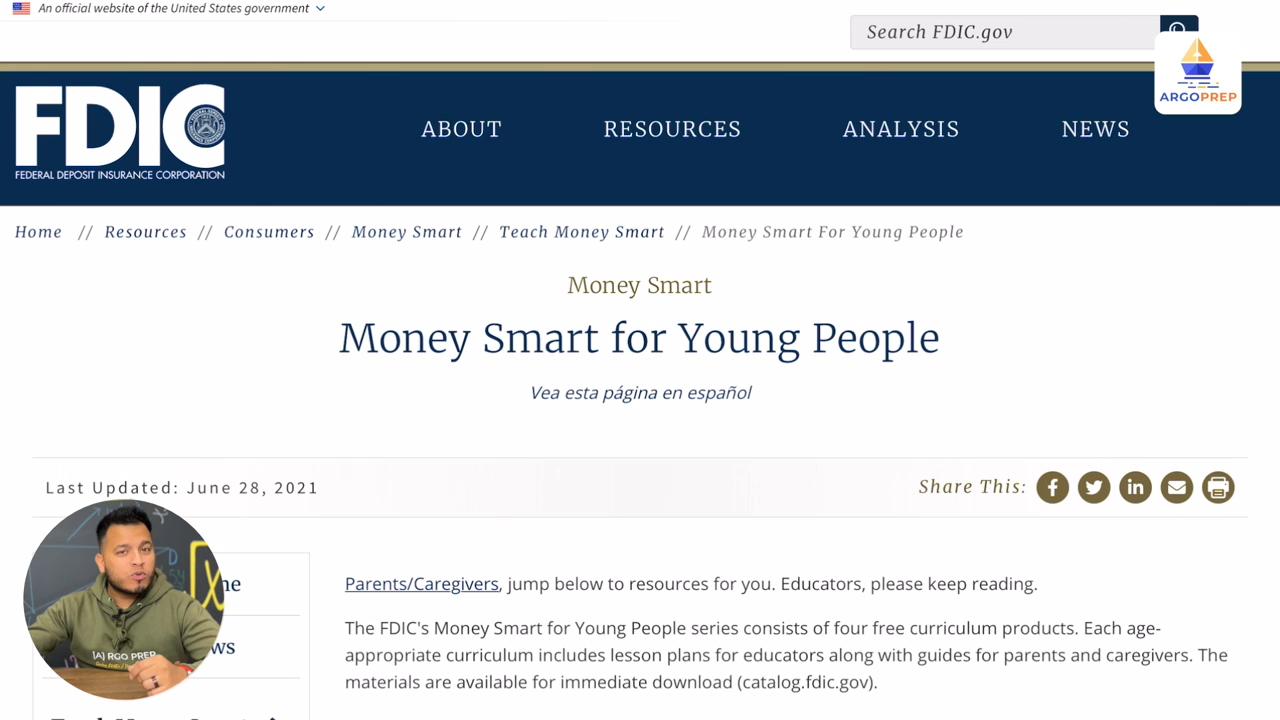 An official website of the United States government
Search FDIC.gov
ARGOPREP
FDIC
FEDERAL DEPOSIT INSURANCE CORPORATION
ABOUT RESOURCES ANALYSIS NEWS
Home // Resources // Consumers // Money Smart // Teach Money Smart // Money Smart For Young People
Money Smart
Money Smart for Young People
Vea esta página en español
Last Updated: June 28, 2021
Share This:
Parents/Caregivers, jump below to resources for you. Educators, please keep reading.
The FDIC's Money Smart for Young People series consists of four free curriculum products. Each age-
appropriate curriculum includes lesson plans for educators along with guides for parents and caregivers. The
materials are available for immediate download (catalog.fdic.gov).